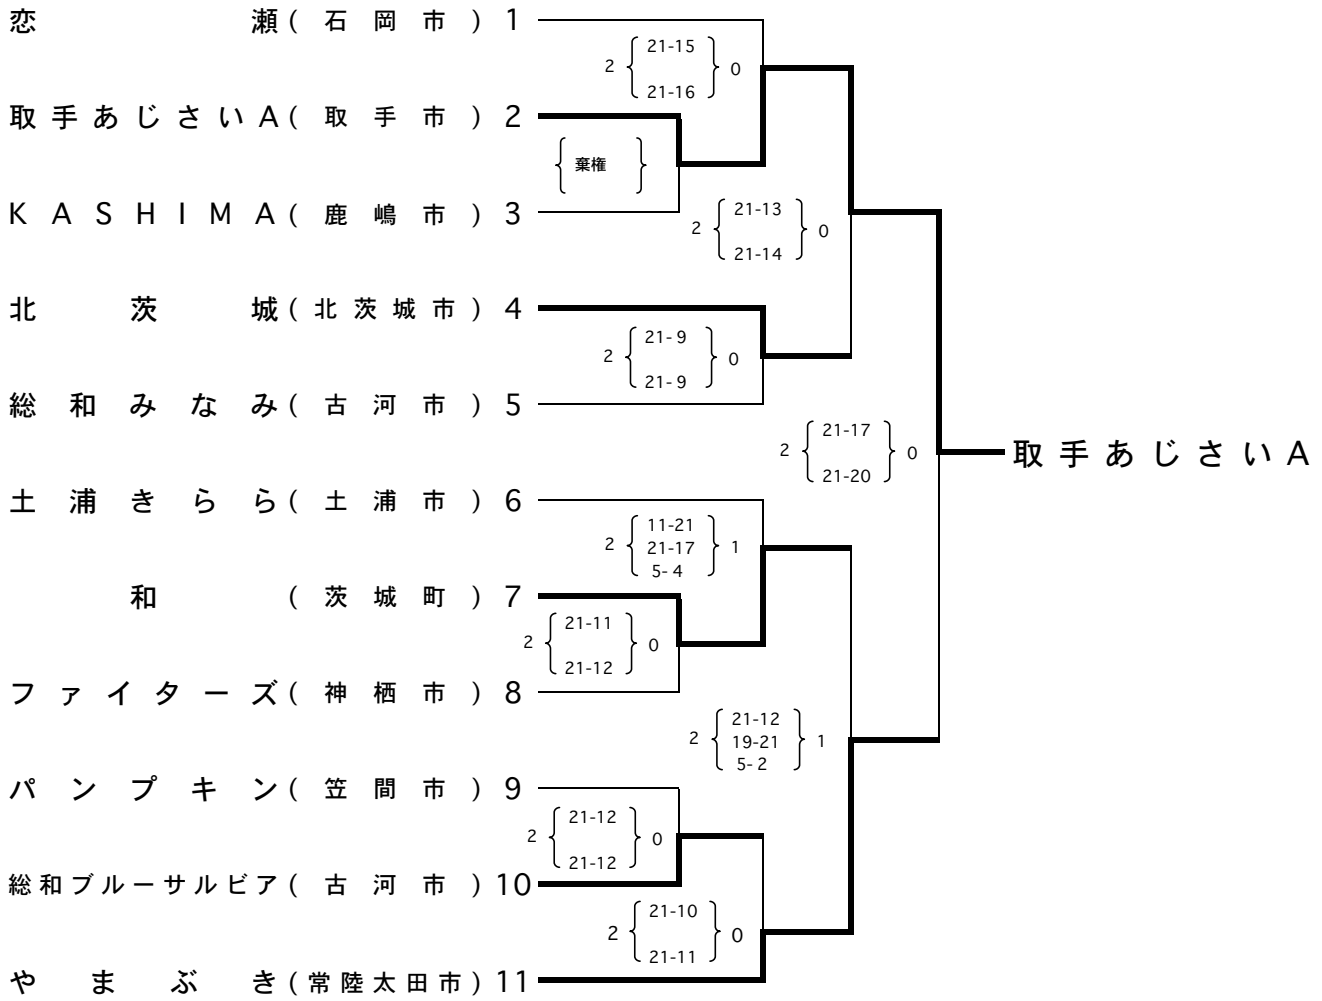 恋瀬(石岡市) 1
21-15
2 { } 0
21-16
取手あじさいA(取手市) 2
{ 棄権 }
KASHIMA(鹿嶋市) 3
21-13
2 { } 0
21-14
北茨城(北茨城市) 4
21- 9
2 { } 0
21- 9
総和みなみ(古河市) 5
21-17
2 { } 0
21-20
取手あじさいA
土浦きらら(土浦市) 6
11-21
2 { 21-17 } 1
5- 4
和(茨城町) 7
21-11
2 { } 0
21-12
ファイターズ(神栖市) 8
21-12
2 { 19-21 } 1
5- 2
パンプキン(笠間市) 9
21-12
2 { } 0
21-12
総和ブルーサルビア(古河市) 10
21-10
2 { } 0
21-11
やまぶき(常陸太田市) 11